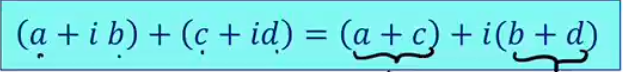 (a + i b) + (c + id) = (a + c) + i(b + d)